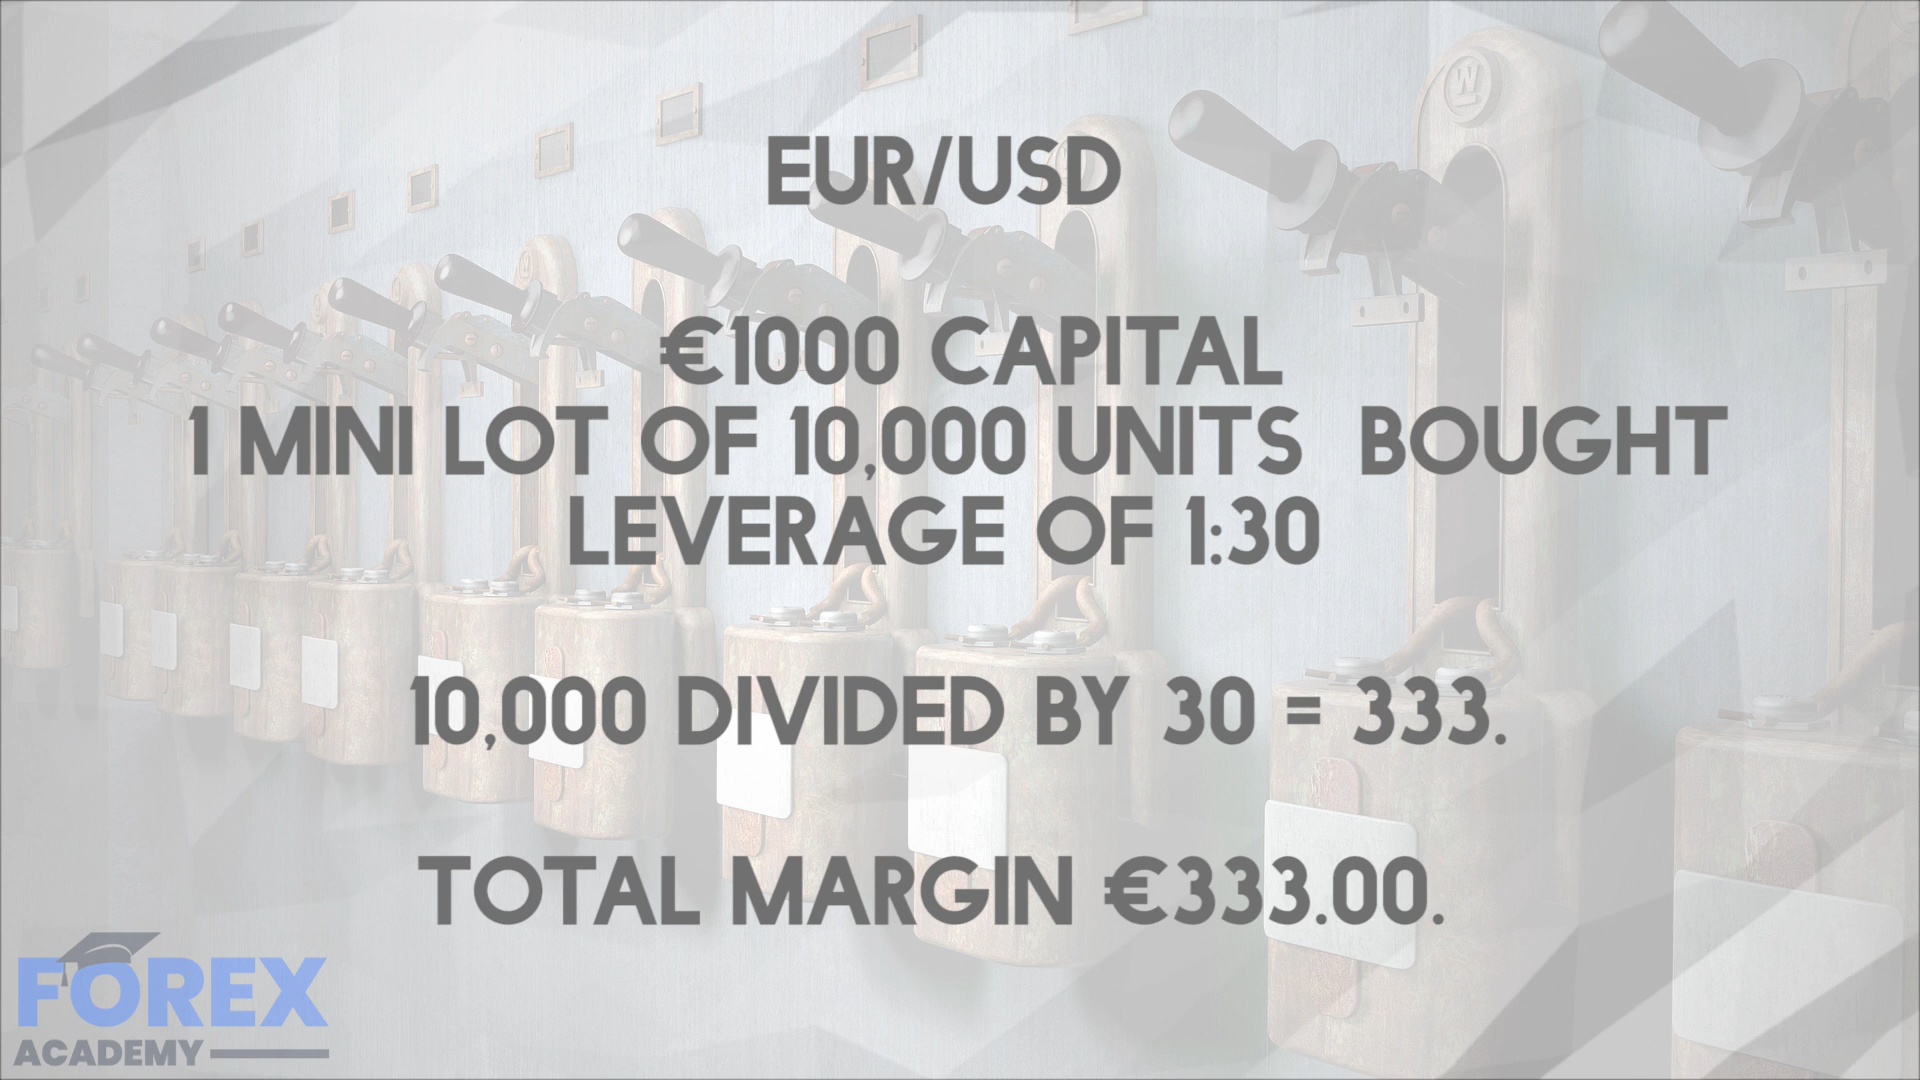 EUR/USD
€1000 CAPITAL
1 MINI LOT OF 10,000 UNITS BOUGHT
LEVERAGE OF 1:30
10,000 DIVIDED BY 30 = 333.
TOTAL MARGIN €333.00.
FOREX
ACADEMY
W